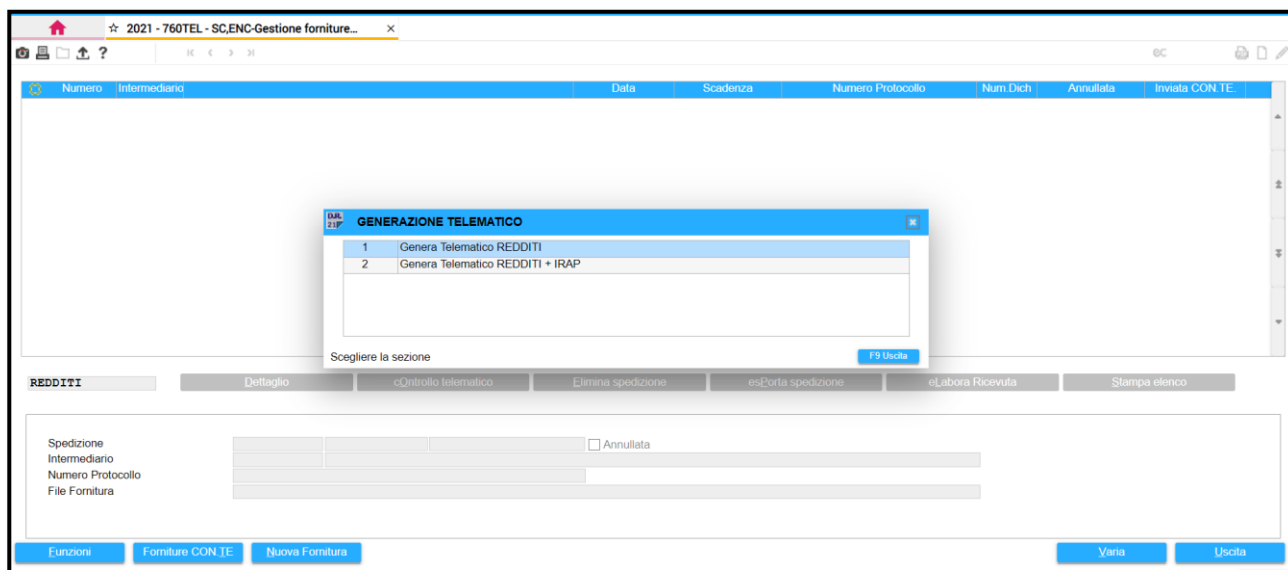 ☆ 2021 - 760TEL - SC,ENC-Gestione forniture... ×
?
Numero Intermediario Data Scadenza Numero Protocollo Num.Dich Annullata Inviata CON.TE.
GENERAZIONE TELEMATICO
1 Genera Telematico REDDITI
2 Genera Telematico REDDITI + IRAP
Scegliere la sezione F9 Uscita
REDDITI Dettaglio cOntrollo telematico Elimina spedizione esPorta spedizione eLabora Ricevuta Stampa elenco
Spedizione Annullata
Intermediario
Numero Protocollo
File Fornitura
Funzioni Forniture CON.TE Nuova Fornitura Varia Uscita